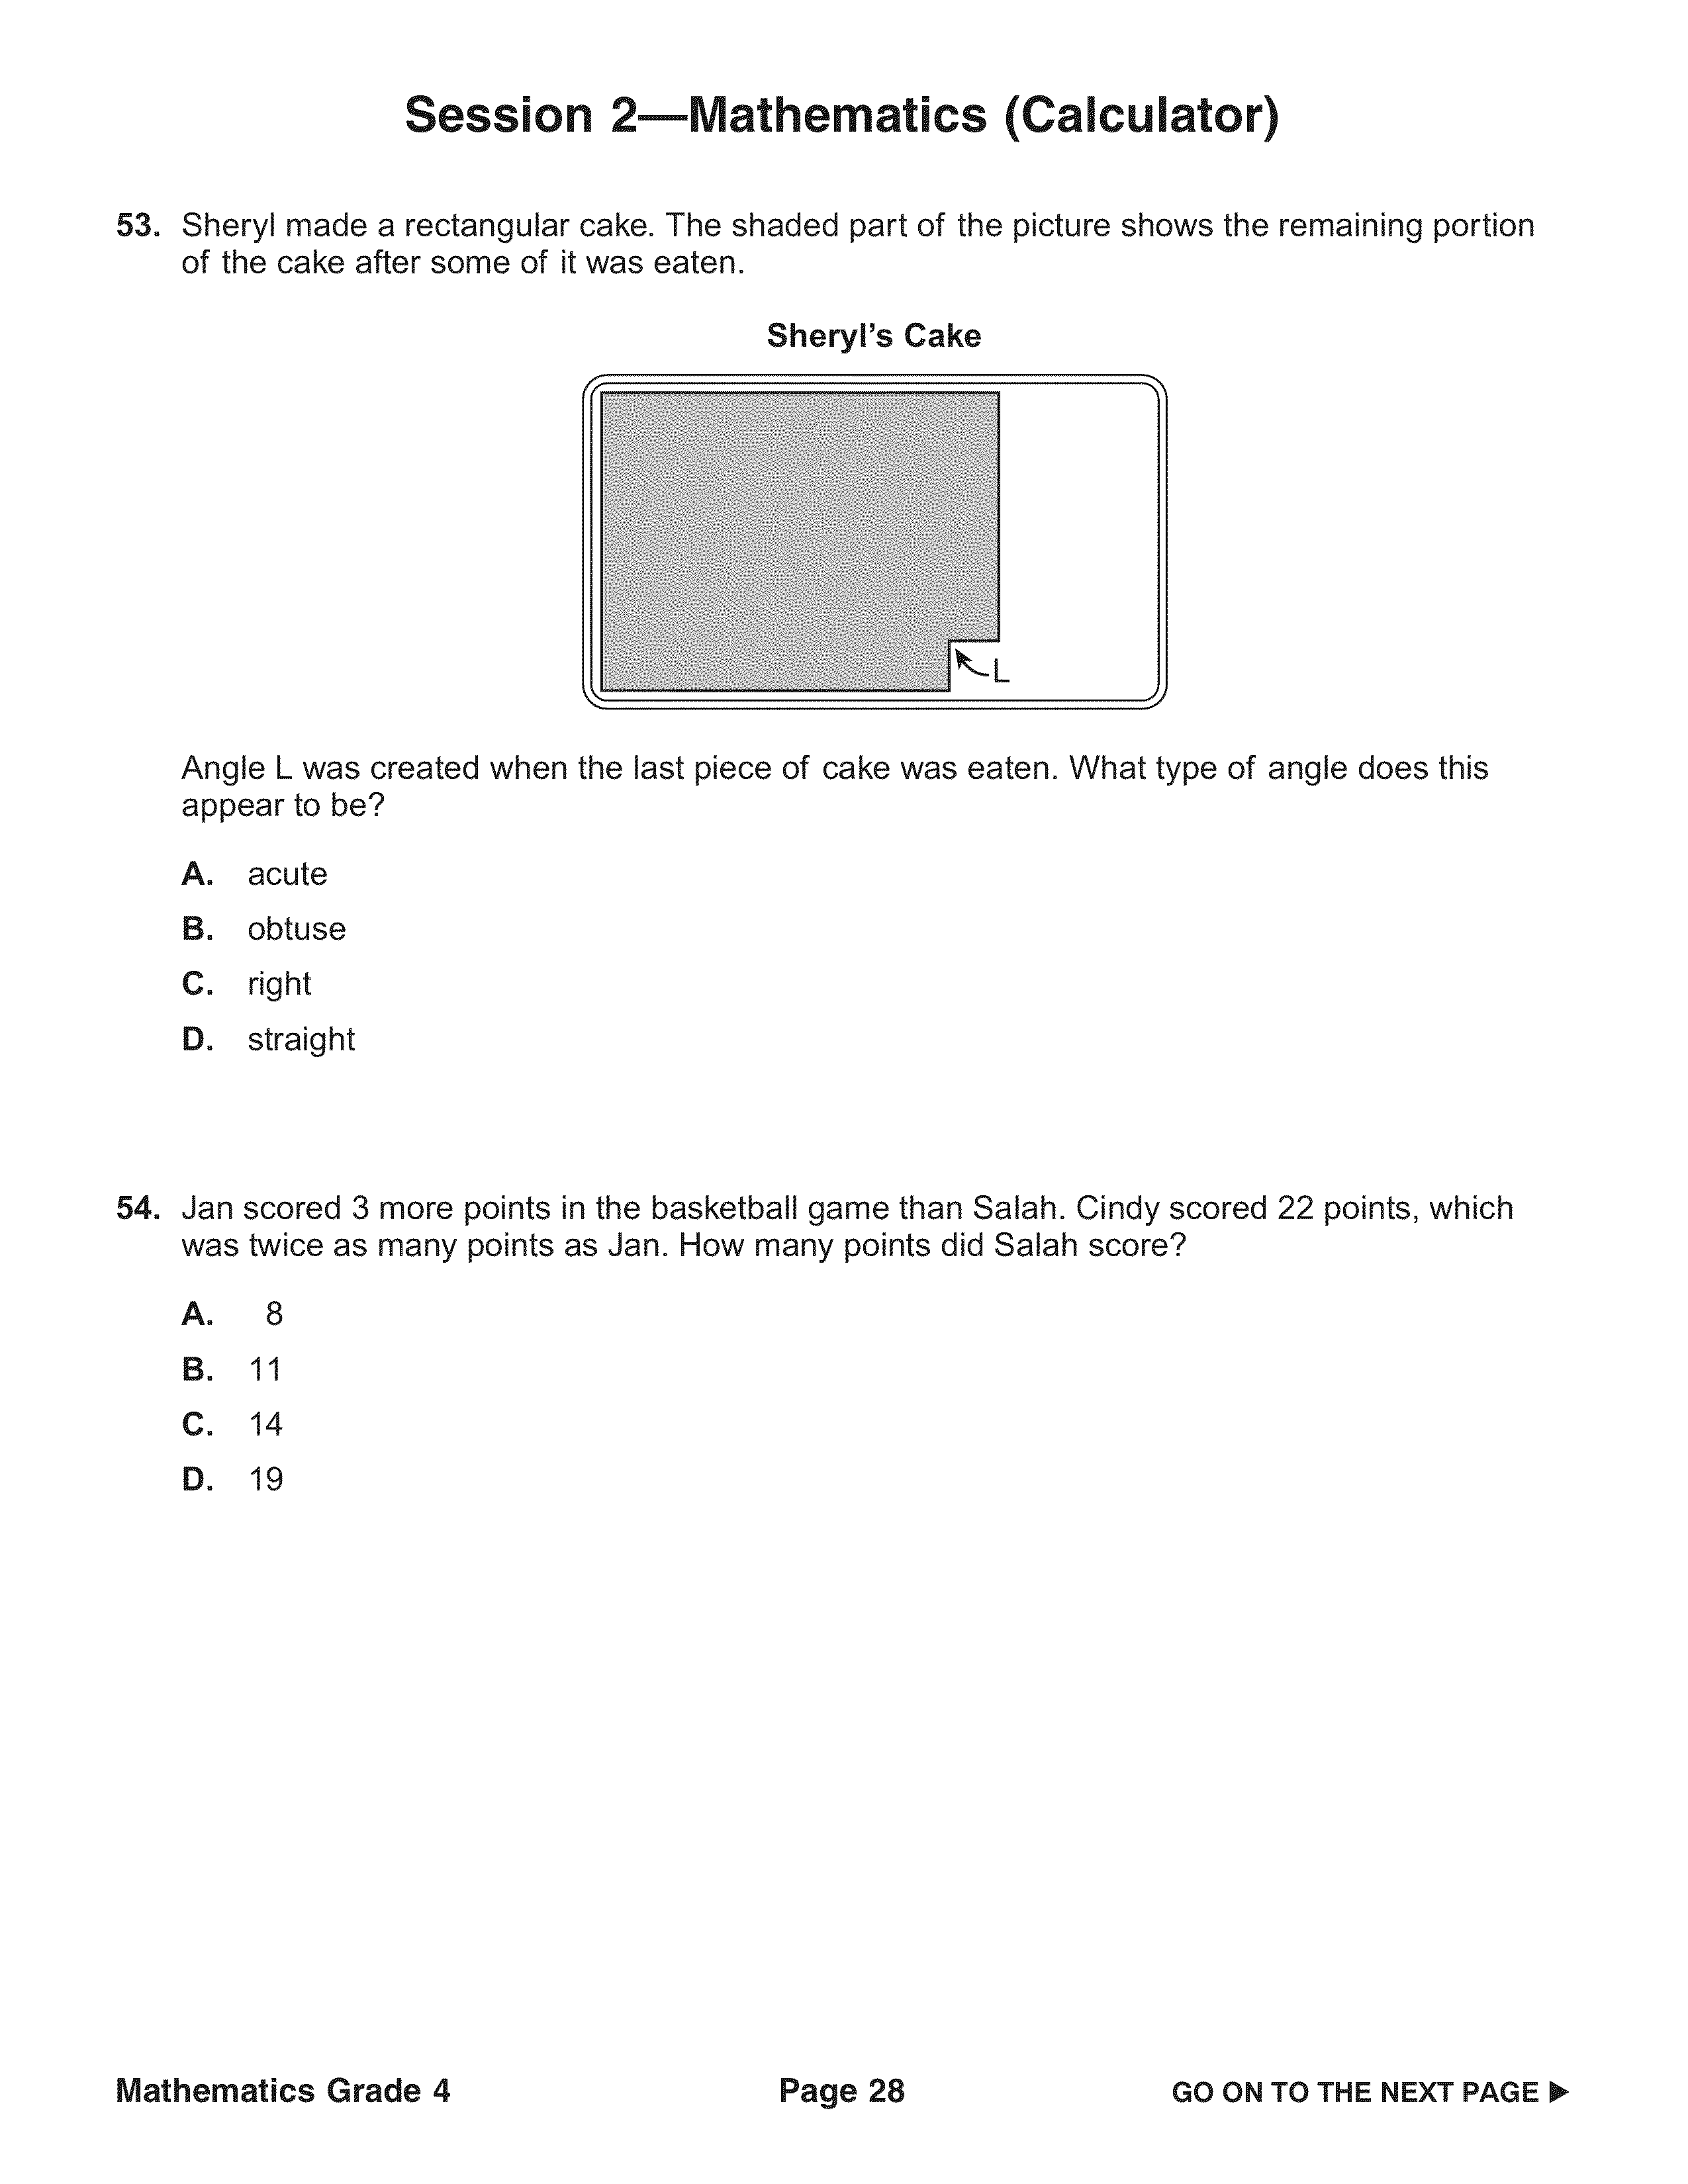 Session 2—Mathematics (Calculator)
53. Sheryl made a rectangular cake. The shaded part of the picture shows the remaining portion
of the cake after some of it was eaten.
Sheryl’s Cake
L
Angle L was created when the last piece of cake was eaten. What type of angle does this
appear to be?
A. acute
B. obtuse
C. right
D. straight
54. Jan scored 3 more points in the basketball game than Salah. Cindy scored 22 points, which
was twice as many points as Jan. How many points did Salah score?
A. 8
B. 11
C. 14
D. 19
Mathematics Grade 4 Page 28 GO ON TO THE NEXT PAGE ▶